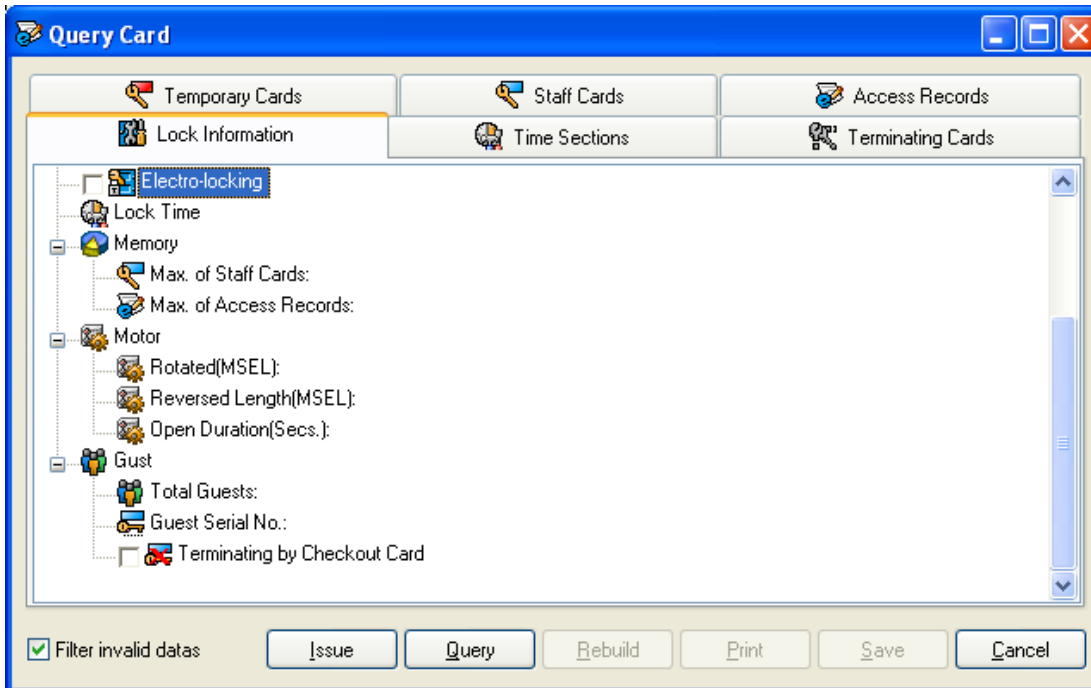 Query Card
Temporary Cards
Staff Cards
Access Records
Lock Information
Time Sections
Terminating Cards
Electro-locking
Lock Time
Memory
Max. of Staff Cards:
Max. of Access Records:
Motor
Rotated(MSEL):
Reversed Length(MSEL):
Open Duration(Secs.):
Gust
Total Guests:
Guest Serial No.:
Terminating by Checkout Card
Filter invalid datas
Issue
Query
Rebuild
Print
Save
Cancel